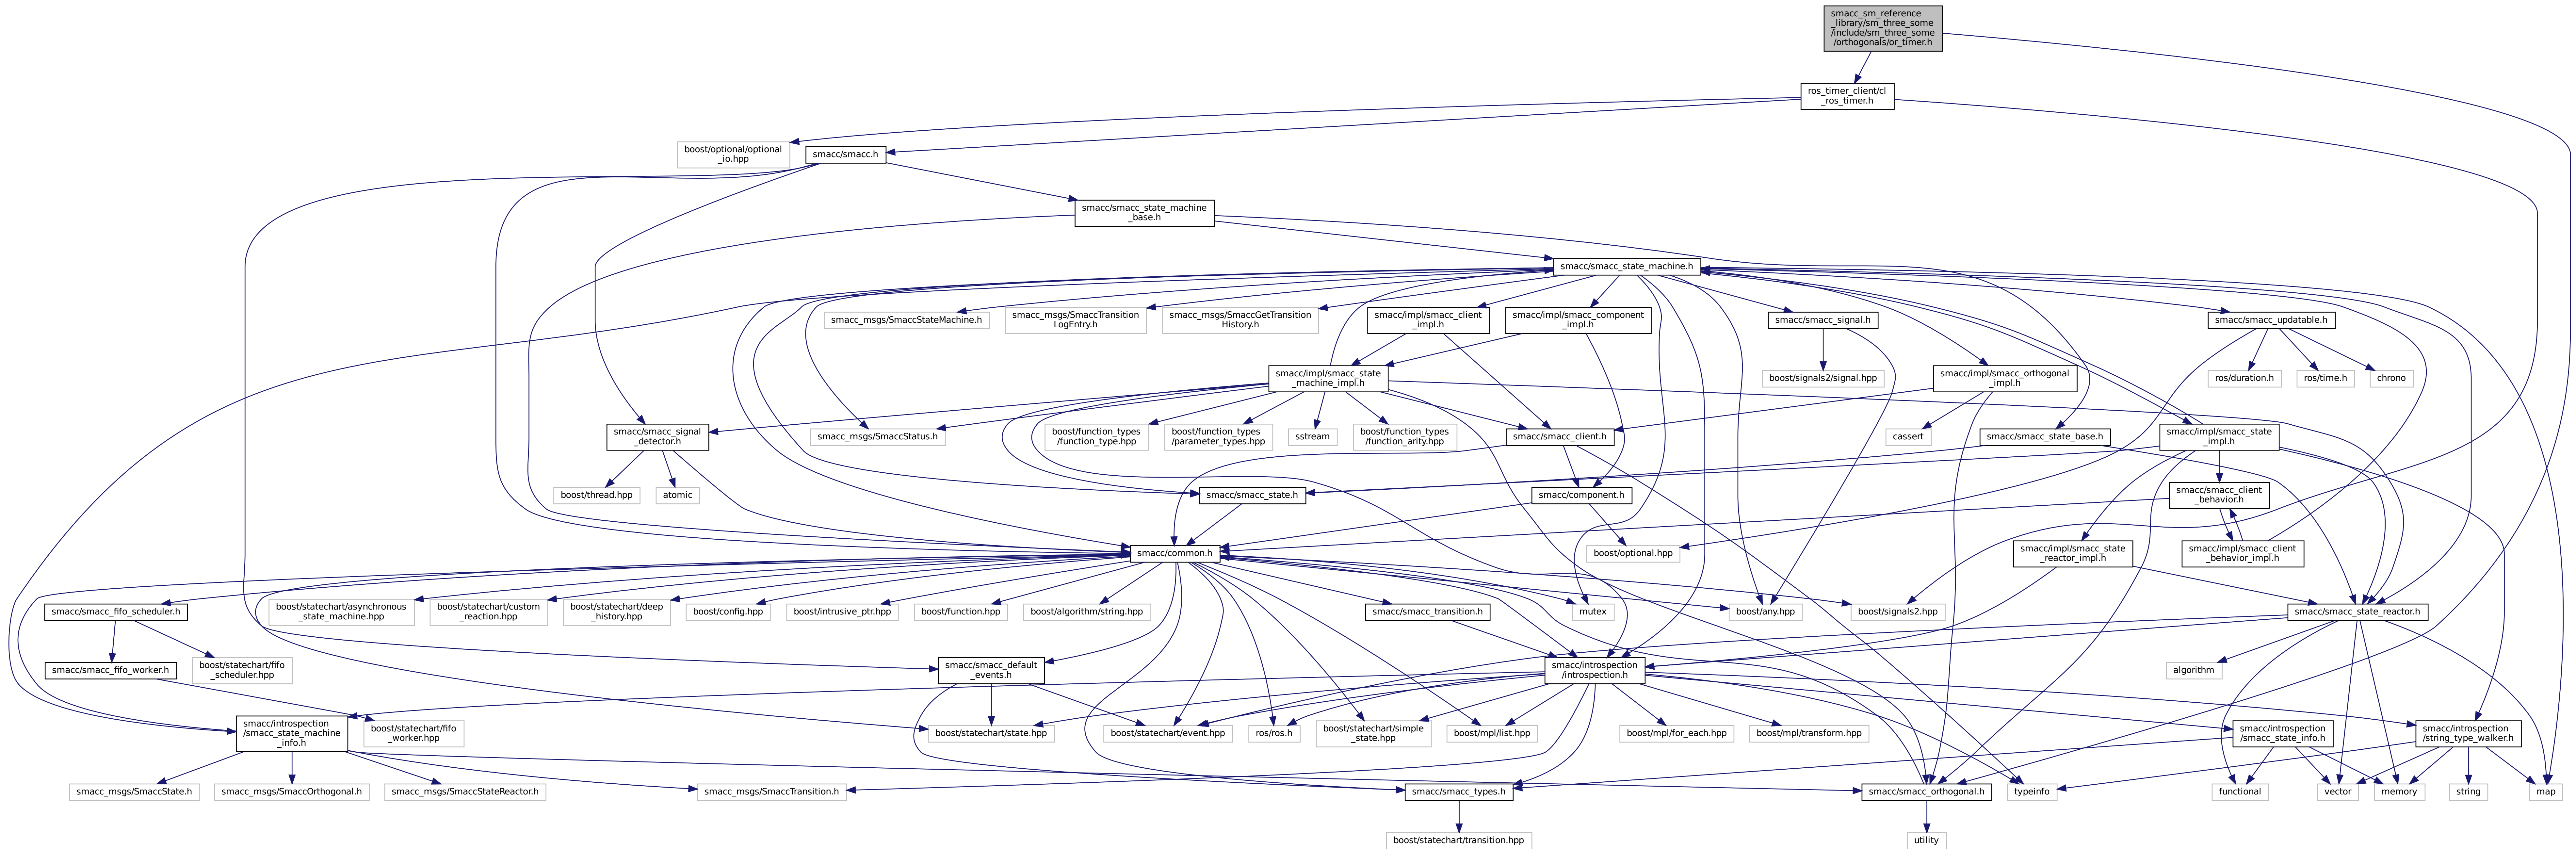 smacc_sm_reference
_library/sm_three_some
/include/sm_three_some
/orthogonals/or_timer.h
ros_timer_client/cl
_ros_timer.h
boost/optional/optional
_io.hpp
smacc/smacc.h
smacc/smacc_state_machine
_base.h
smacc/smacc_state_machine.h
smacc_msgs/SmaccStateMachine.h
smacc_msgs/SmaccTransition
LogEntry.h
smacc_msgs/SmaccGetTransition
History.h
smacc/impl/smacc_client
_impl.h
smacc/impl/smacc_component
_impl.h
smacc/smacc_signal.h
smacc/smacc_updatable.h
smacc/impl/smacc_state
_machine_impl.h
boost/signals2/signal.hpp
smacc/impl/smacc_orthogonal
_impl.h
ros/duration.h
ros/time.h
chrono
smacc/smacc_signal
_detector.h
smacc_msgs/SmaccStatus.h
boost/function_types
/function_type.hpp
boost/function_types
/parameter_types.hpp
sstream
boost/function_types
/function_arity.hpp
smacc/smacc_client.h
cassert
smacc/smacc_state_base.h
smacc/impl/smacc_state
_impl.h
boost/thread.hpp
atomic
smacc/smacc_state.h
smacc/component.h
smacc/smacc_client
_behavior.h
smacc/common.h
boost/optional.hpp
smacc/impl/smacc_state
_reactor_impl.h
smacc/impl/smacc_client
_behavior_impl.h
smacc/smacc_fifo_scheduler.h
boost/statechart/asynchronous
_state_machine.hpp
boost/statechart/custom
_reaction.hpp
boost/statechart/deep
_history.hpp
boost/config.hpp
boost/intrusive_ptr.hpp
boost/function.hpp
boost/algorithm/string.hpp
mutex
smacc/smacc_transition.h
boost/any.hpp
boost/signals2.hpp
smacc/smacc_state_reactor.h
smacc/smacc_fifo_worker.h
boost/statechart/fifo
_scheduler.hpp
smacc/smacc_default
_events.h
smacc/introspection
/introspection.h
algorithm
smacc/introspection
/smacc_state_machine
_info.h
boost/statechart/fifo
_worker.hpp
boost/statechart/state.hpp
boost/statechart/event.hpp
ros/ros.h
boost/statechart/simple
_state.hpp
boost/mpl/list.hpp
boost/mpl/for_each.hpp
boost/mpl/transform.hpp
smacc/introspection
/smacc_state_info.h
smacc/introspection
/string_type_walker.h
smacc_msgs/SmaccState.h
smacc_msgs/SmaccOrthogonal.h
smacc_msgs/SmaccStateReactor.h
smacc_msgs/SmaccTransition.h
smacc/smacc_types.h
smacc/smacc_orthogonal.h
typeinfo
functional
vector
memory
string
map
boost/statechart/transition.hpp
utility